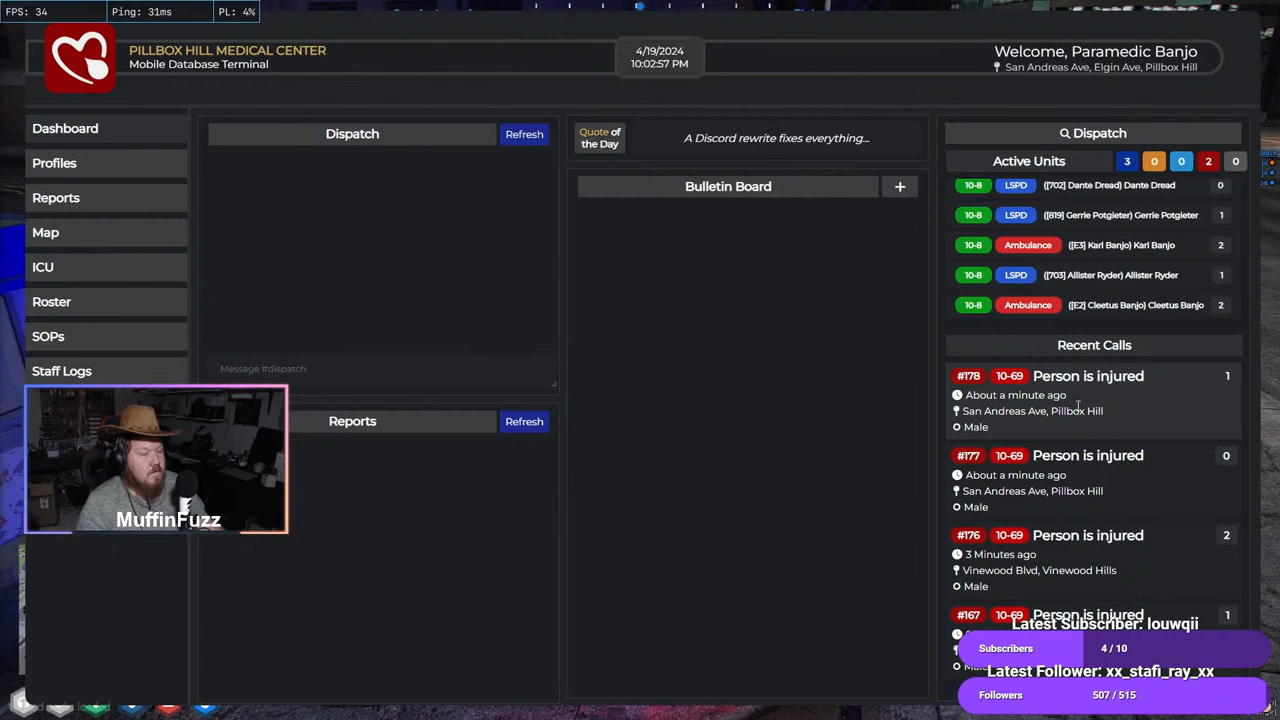 FPS: 34
Ping: 31ms
PL: 4%
PILLBOX HILL MEDICAL CENTER
Mobile Database Terminal
4/19/2024
10:02:57 PM
Welcome, Paramedic Banjo
San Andreas Ave, Elgin Ave, Pillbox Hill
Dashboard
Profiles
Reports
Map
ICU
Roster
SOPs
Staff Logs
Dispatch
Refresh
Message #dispatch
Reports
Refresh
Quote of
the Day
A Discord rewrite fixes everything...
Bulletin Board
+
Dispatch
Active Units 3 0 0 2 0
10-8 LSPD ([702] Dante Dread) Dante Dread 0
10-8 LSPD ([819] Gerrie Potgieter) Gerrie Potgieter 1
10-8 Ambulance ([E3] Karl Banjo) Karl Banjo 2
10-8 LSPD ([703] Allister Ryder) Allister Ryder 1
10-8 Ambulance ([E2] Cleetus Banjo) Cleetus Banjo 2
Recent Calls
#178 10-69 Person is injured 1
About a minute ago
San Andreas Ave, Pillbox Hill
Male
#177 10-69 Person is injured 0
About a minute ago
San Andreas Ave, Pillbox Hill
Male
#176 10-69 Person is injured 2
3 Minutes ago
Vinewood Blvd, Vinewood Hills
Male
#167 10-69 Person is injured 1
Latest Subscriber: louwqii
Subscribers 4 / 10
Latest Follower: xx_stafi_ray_xx
Followers 507 / 515
MuffinFuzz